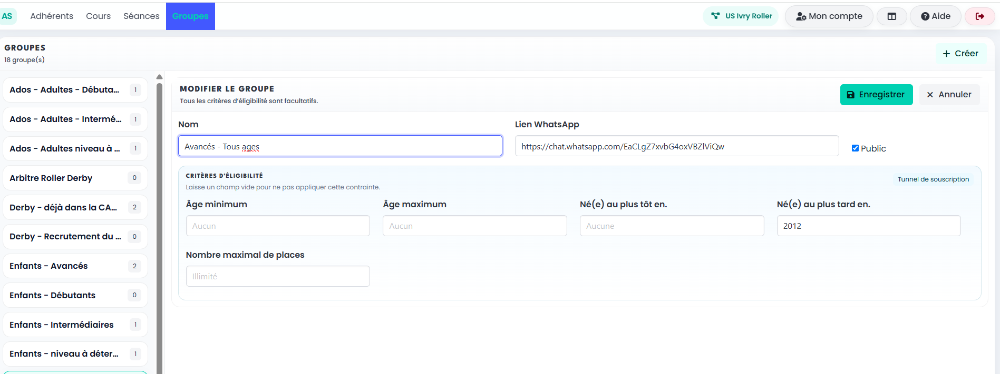 AS Adhérents Cours Séances Groupes US Ivry Roller Mon compte Aide
GROUPES
18 groupe(s)
Créer
Ados - Adultes - Débuta... 1
Ados - Adultes - Intermé... 1
Ados - Adultes niveau à ... 1
Arbitre Roller Derby 0
Derby - déjà dans la CA... 2
Derby - Recrutement du ... 0
Enfants - Avancés 2
Enfants - Débutants 0
Enfants - Intermédiaires 1
Enfants - niveau à déter... 1
MODIFIER LE GROUPE
Tous les critères d'éligibilité sont facultatifs.
Enregistrer Annuler
Nom Lien WhatsApp
Avancés - Tous ages https://chat.whatsapp.com/EaCLgZ7xvbG4oxVBZlViQw Public
CRITÈRES D'ÉLIGIBILITÉ
Laisse un champ vide pour ne pas appliquer cette contrainte.
Tunnel de souscription
Âge minimum Âge maximum Né(e) au plus tôt en. Né(e) au plus tard en.
Aucun Aucun Aucune 2012
Nombre maximal de places
Illimité